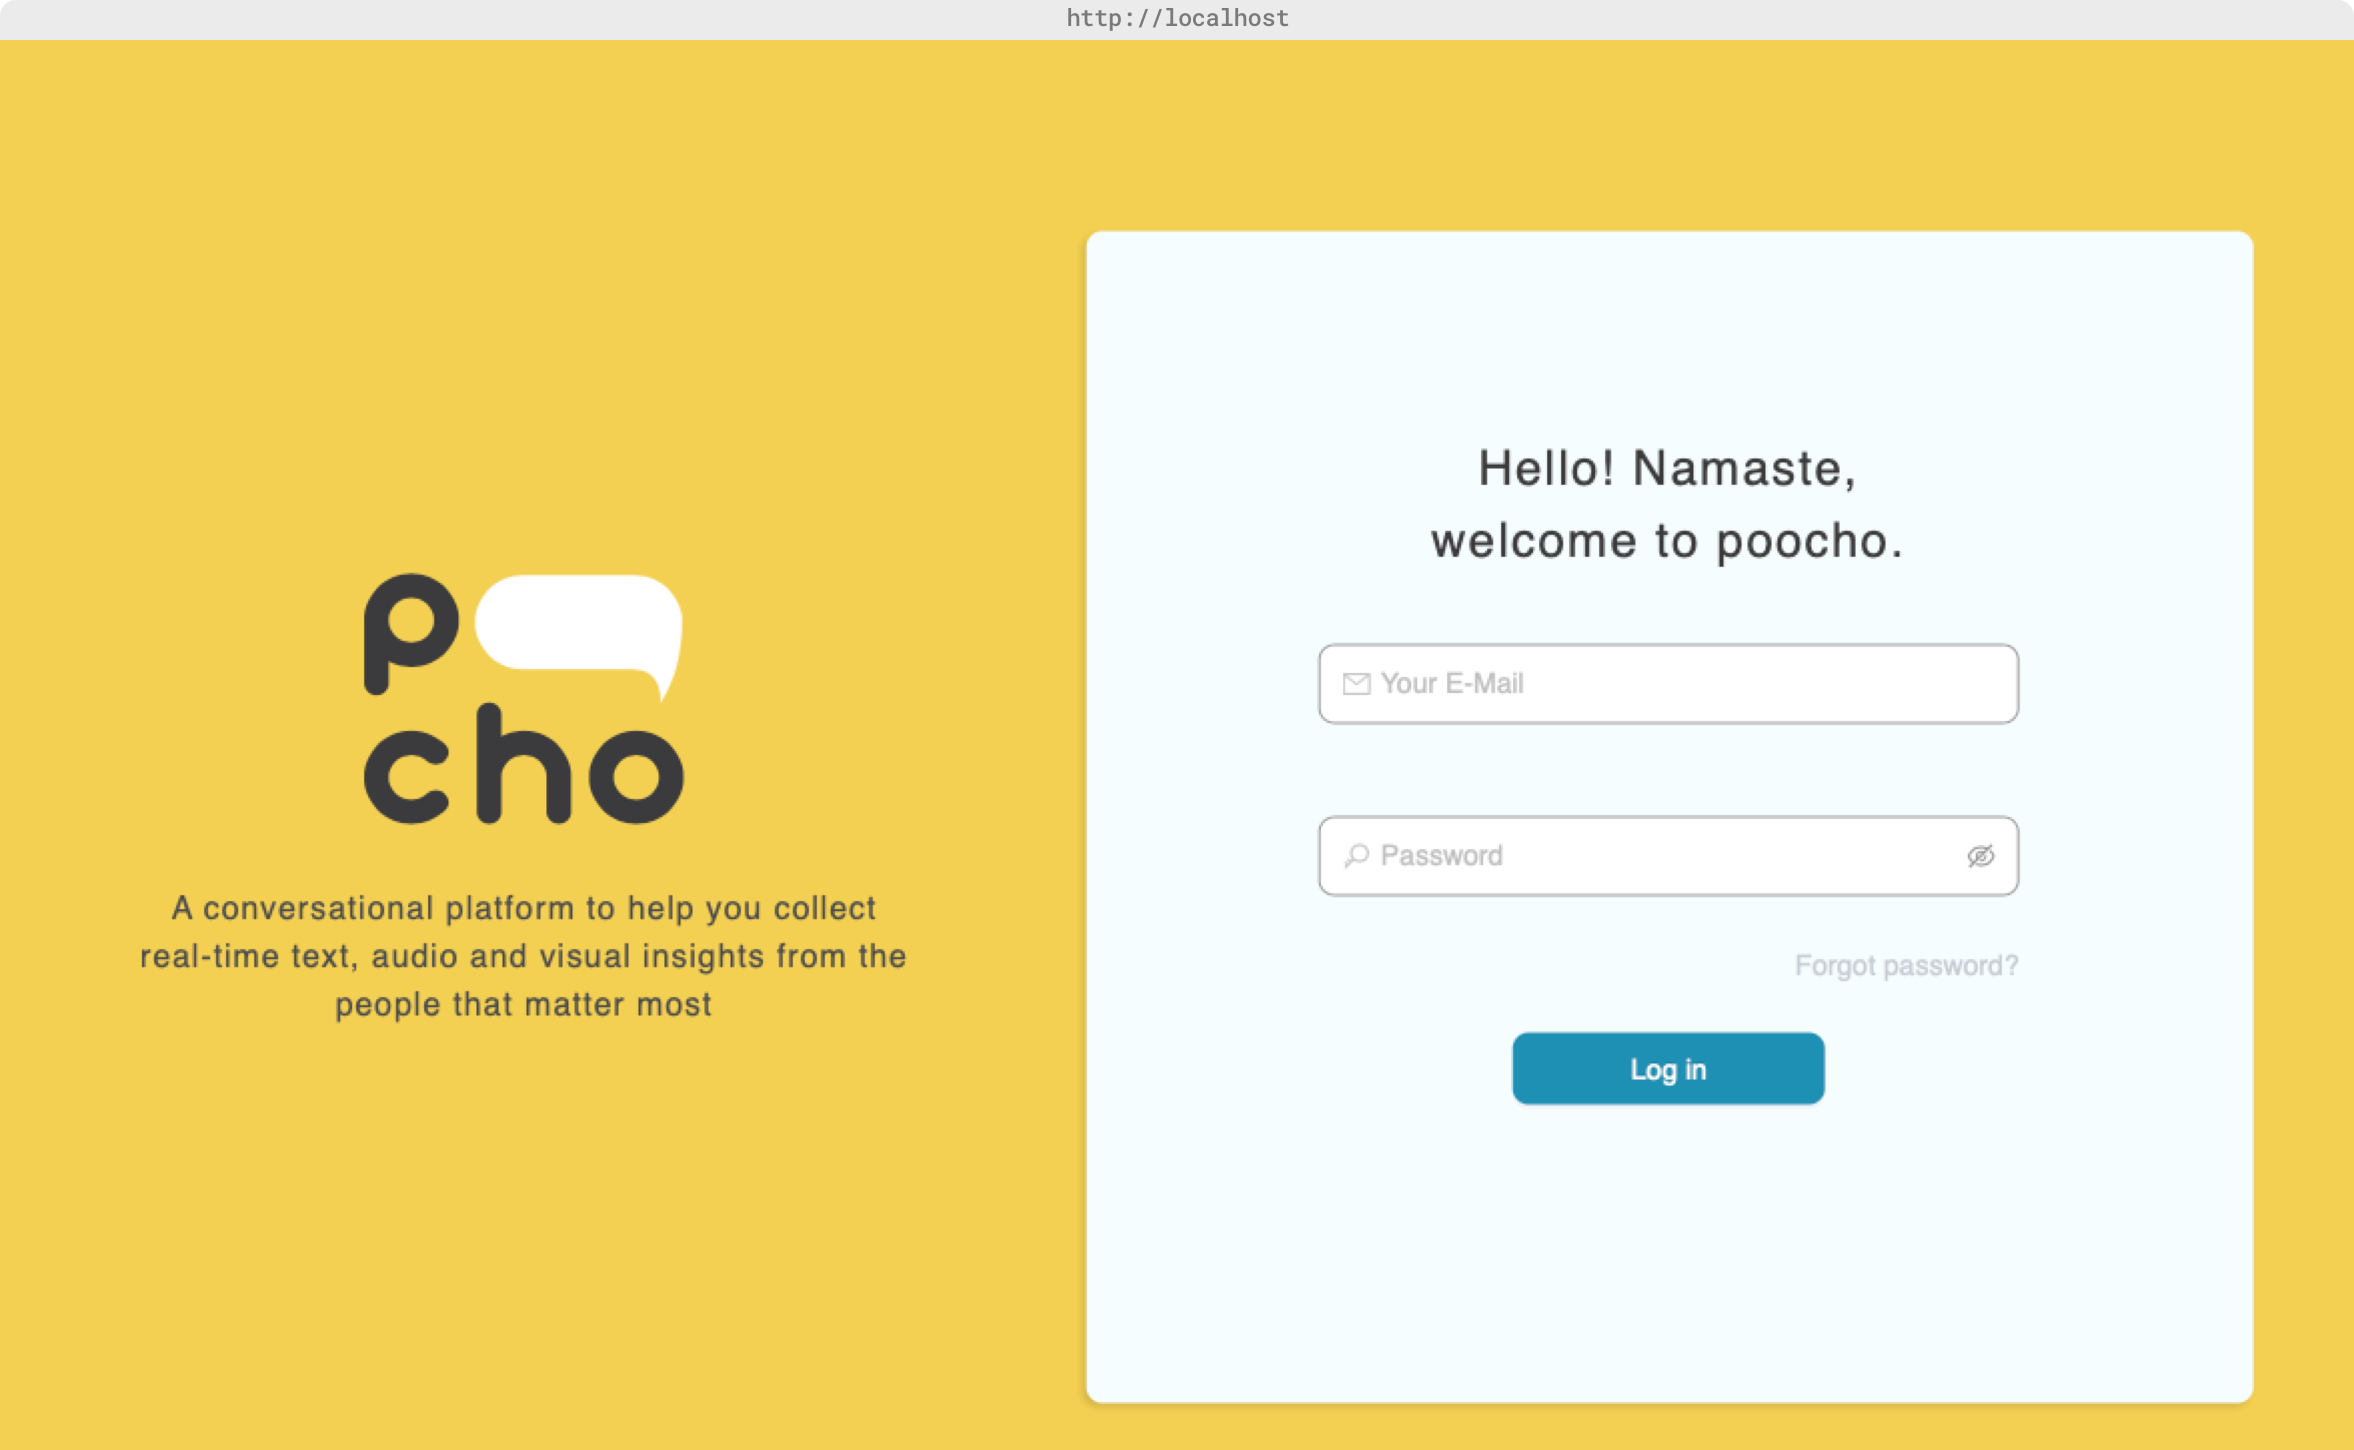 http://localhost
p
cho
A conversational platform to help you collect
real-time text, audio and visual insights from the
people that matter most
Hello! Namaste,
welcome to poocho.
Your E-Mail
Password
Forgot password?
Log in